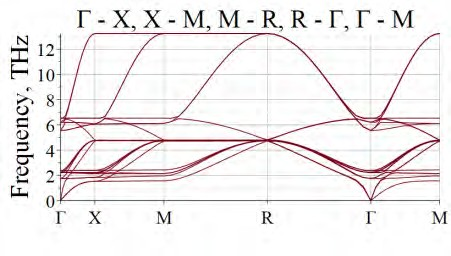 Γ - X, X - M, M - R, R - Γ, Γ - M
Frequency, THz
12
10
8
6
4
2
0
Γ X M R Γ M